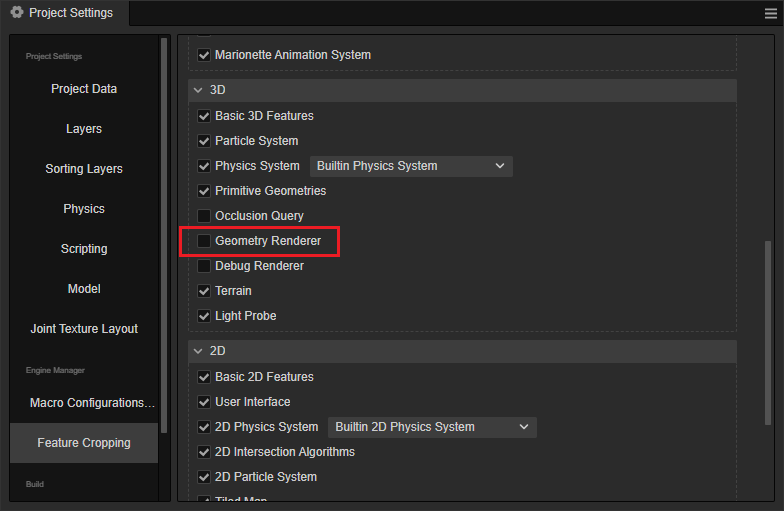 Project Settings
Project Settings
Project Data
Layers
Sorting Layers
Physics
Scripting
Model
Joint Texture Layout
Engine Manager
Macro Configurations...
Feature Cropping
Build
Marionette Animation System
3D
Basic 3D Features
Particle System
Physics System Builtin Physics System
Primitive Geometries
Occlusion Query
Geometry Renderer
Debug Renderer
Terrain
Light Probe
2D
Basic 2D Features
User Interface
2D Physics System Builtin 2D Physics System
2D Intersection Algorithms
2D Particle System
Tiled Map